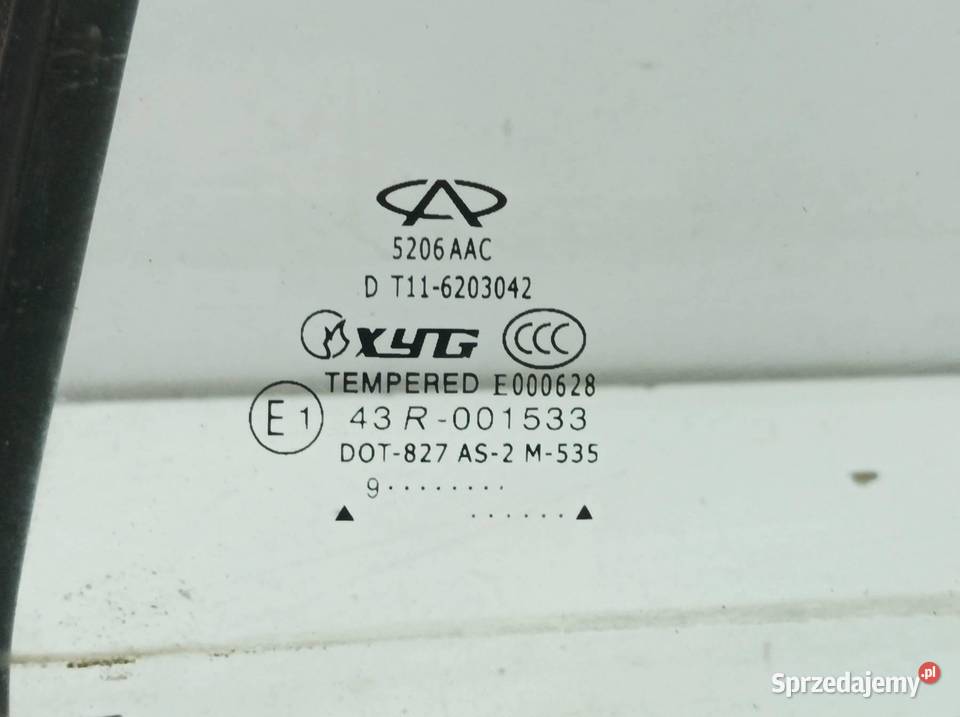 5206AAC
D T11-6203042
XYG CCC
TEMPERED E000628
E1 43R-001533
DOT-827 AS-2 M-535
9·········
▲ ······▲
Sprzedajemy.pl